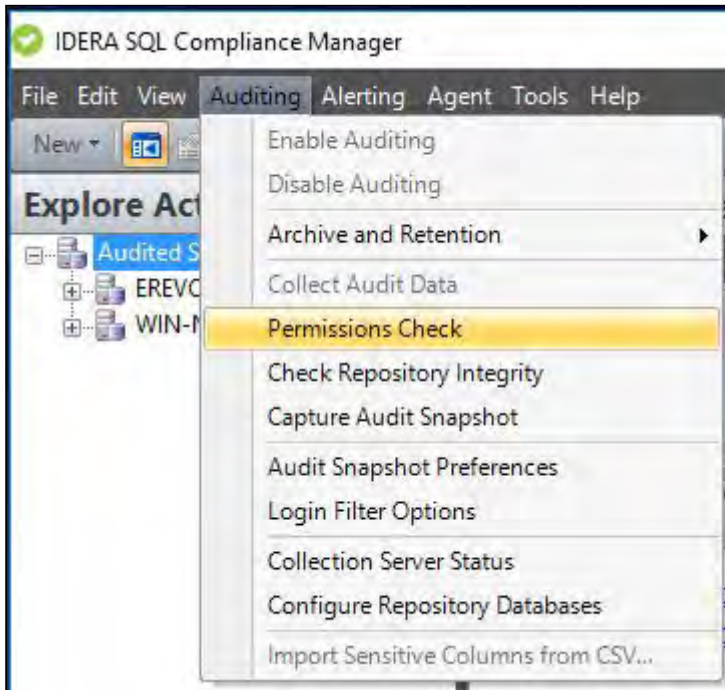 IDERA SQL Compliance Manager
File Edit View Auditing Alerting Agent Tools Help
New
Enable Auditing
Disable Auditing
Explore Act
Archive and Retention
Audited S
Collect Audit Data
EREVO
Permissions Check
WIN-
Check Repository Integrity
Capture Audit Snapshot
Audit Snapshot Preferences
Login Filter Options
Collection Server Status
Configure Repository Databases
Import Sensitive Columns from CSV...